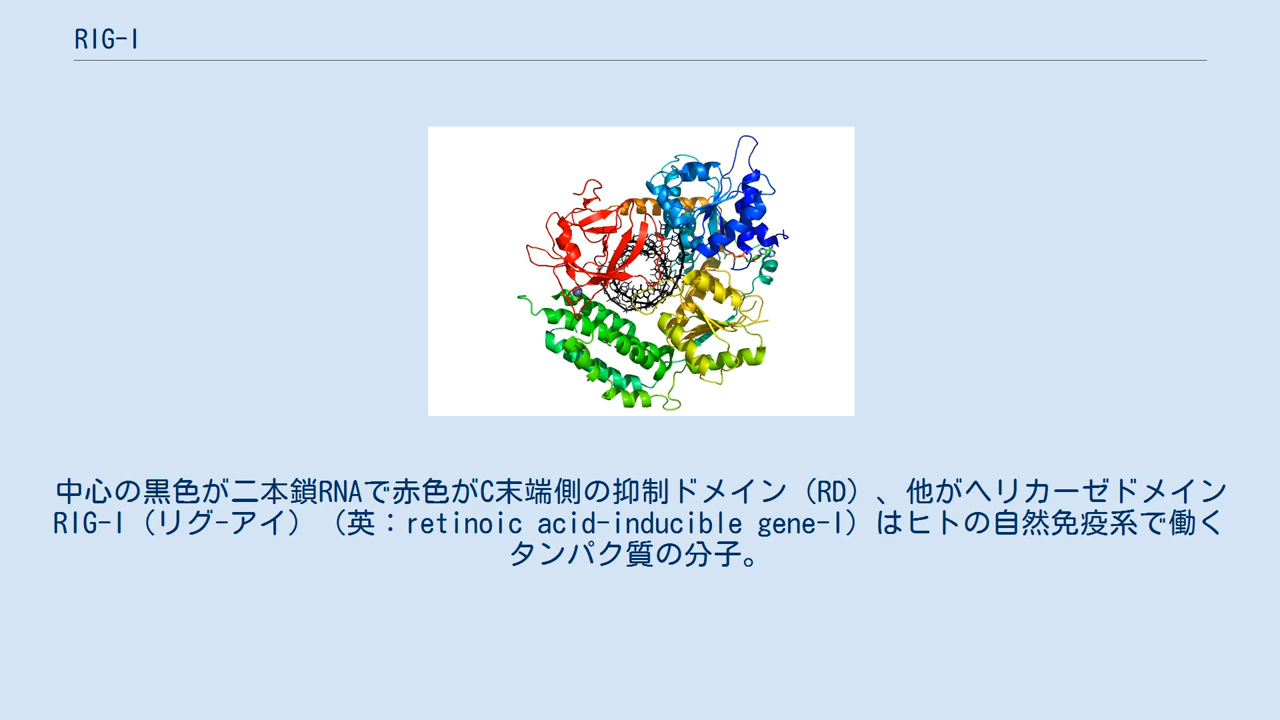 RIG-I
中心の黒色が二本鎖RNAで赤色がC末端側の抑制ドメイン（RD）、他がヘリカーゼドメイン
RIG-I（リグ-アイ）（英：retinoic acid-inducible gene-I）はヒトの自然免疫系で働く
タンパク質の分子。